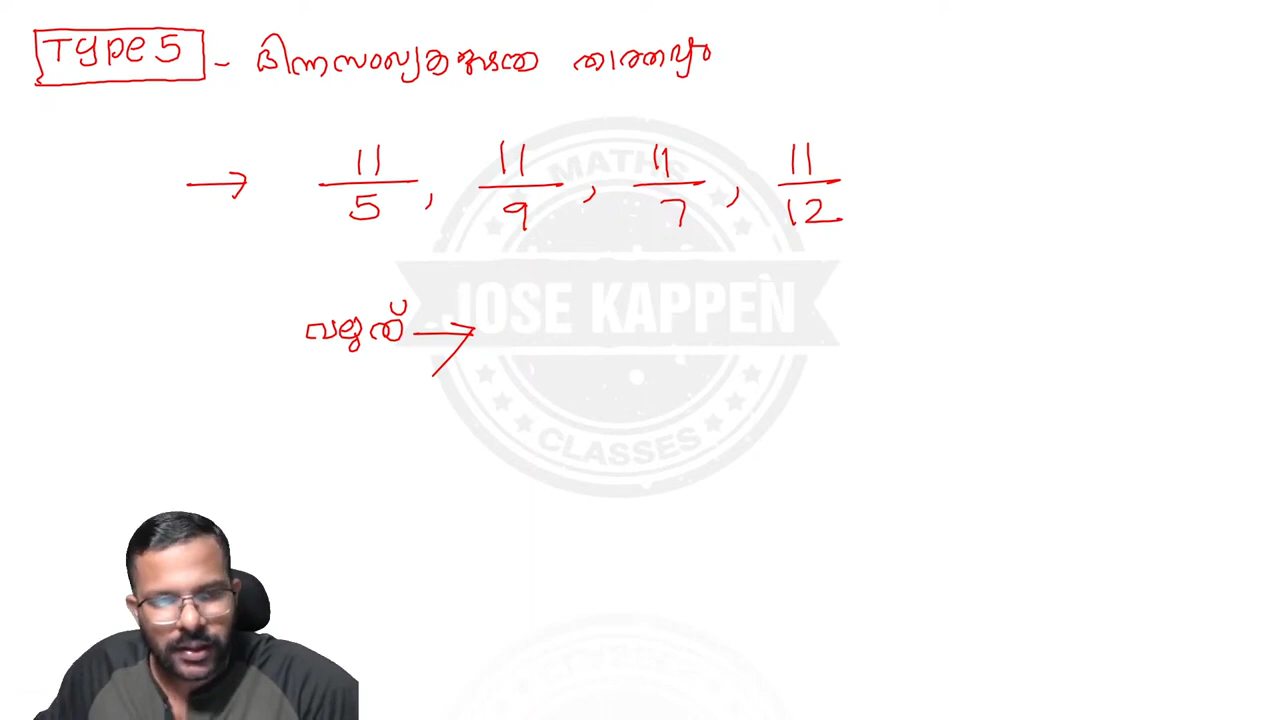 Type 5 - ഭിന്നസംഖ്യകളുടെ താരതമ്യം
→ 11/5, 11/9, 11/7, 11/12
വലുത് →
MATHS
JOSE KAPPEN
CLASSES